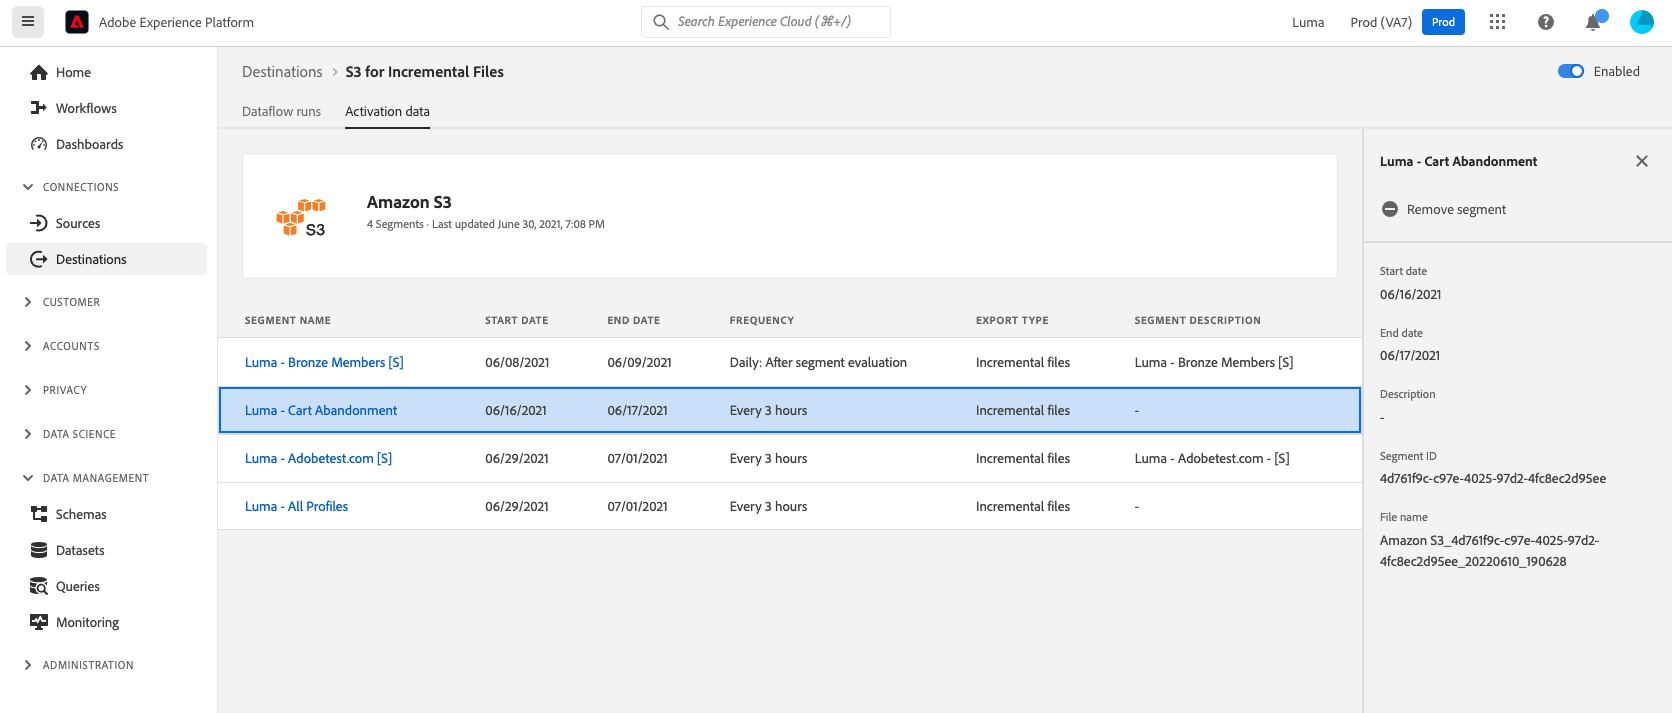 Adobe Experience Platform
Search Experience Cloud (⌘+/)
Luma
Prod (VA7)
Prod
Home
Workflows
Dashboards
CONNECTIONS
Sources
Destinations
CUSTOMER
ACCOUNTS
PRIVACY
DATA SCIENCE
DATA MANAGEMENT
Schemas
Datasets
Queries
Monitoring
ADMINISTRATION
Destinations > S3 for Incremental Files
Enabled
Dataflow runs Activation data
S3
Amazon S3
4 Segments · Last updated June 30, 2021, 7:08 PM
SEGMENT NAME START DATE END DATE FREQUENCY EXPORT TYPE SEGMENT DESCRIPTION
Luma - Bronze Members [S] 06/08/2021 06/09/2021 Daily: After segment evaluation Incremental files Luma - Bronze Members [S]
Luma - Cart Abandonment 06/16/2021 06/17/2021 Every 3 hours Incremental files -
Luma - Adobetest.com [S] 06/29/2021 07/01/2021 Every 3 hours Incremental files Luma - Adobetest.com - [S]
Luma - All Profiles 06/29/2021 07/01/2021 Every 3 hours Incremental files -
Luma - Cart Abandonment
Remove segment
Start date
06/16/2021
End date
06/17/2021
Description
-
Segment ID
4d761f9c-c97e-4025-97d2-4fc8ec2d95ee
File name
Amazon S3_4d761f9c-c97e-4025-97d2-
4fc8ec2d95ee_20220610_190628